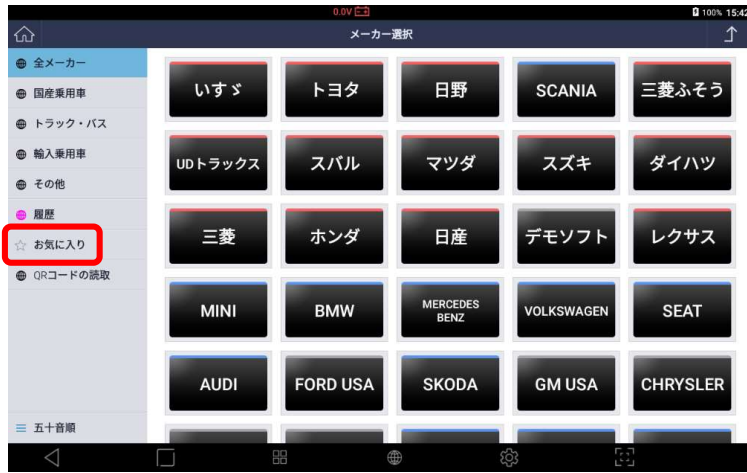 0.0V
100% 15:42
メーカー選択
全メーカー
国産乗用車
トラック・バス
輸入乗用車
その他
履歴
お気に入り
QRコードの読取
五十音順
いすゞ トヨタ 日野 SCANIA 三菱ふそう
UDトラックス スバル マツダ スズキ ダイハツ
三菱 ホンダ 日産 デモソフト レクサス
MINI BMW MERCEDES BENZ VOLKSWAGEN SEAT
AUDI FORD USA SKODA GM USA CHRYSLER